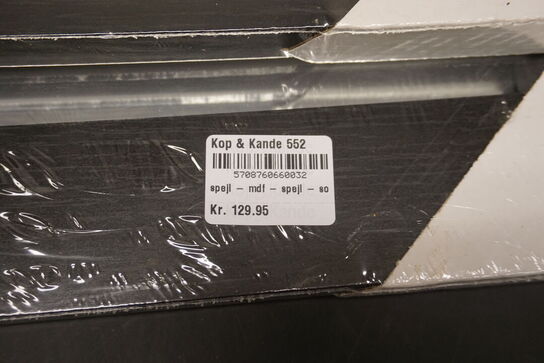 Kop & Kande 552
5708760660032
spejl - mdf - spejl - so
Kr. 129.95